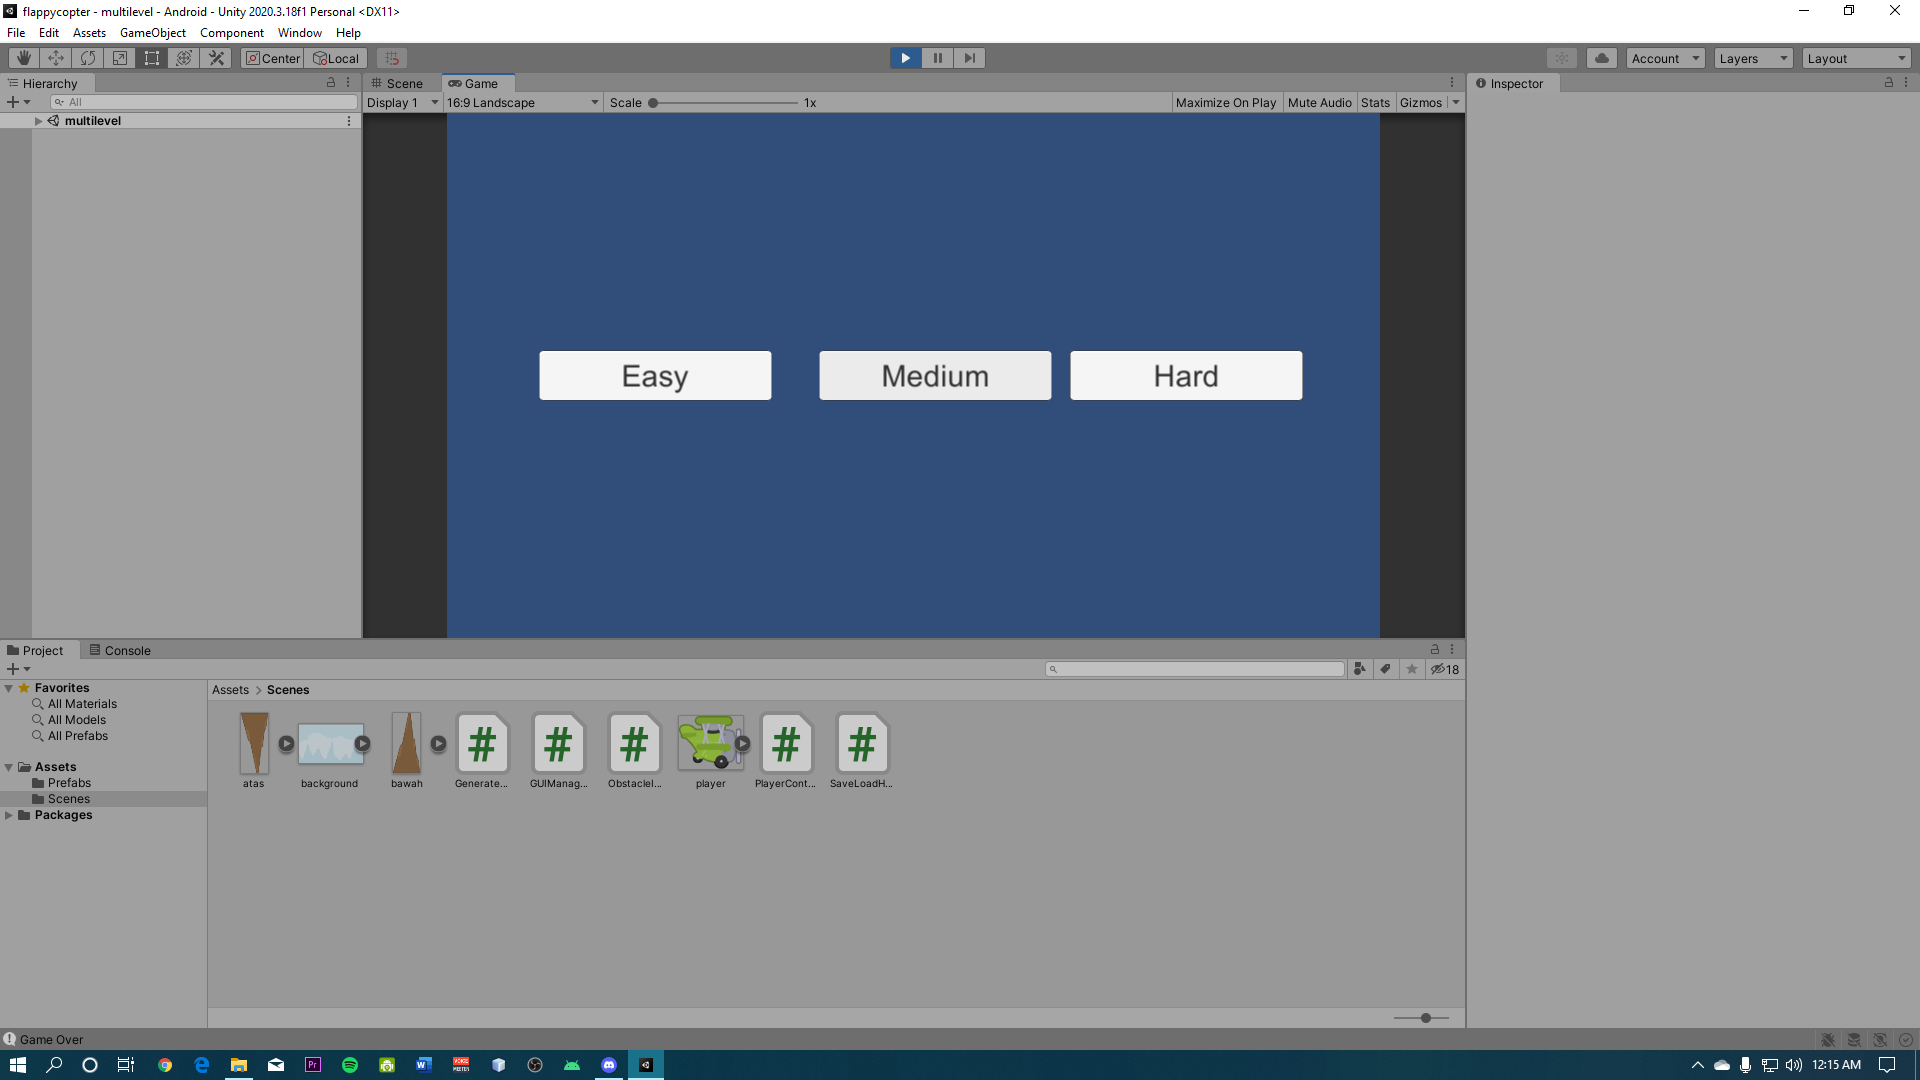 flappycopter - multilevel - Android - Unity 2020.3.18f1 Personal <DX11>
File Edit Assets GameObject Component Window Help
Center Local Account Layers Layout
Hierarchy Scene Game Inspector
All Display 1 16:9 Landscape Scale 1x Maximize On Play Mute Audio Stats Gizmos
multilevel
Easy Medium Hard
Project Console
18
Favorites
All Materials
All Models
All Prefabs
Assets
Prefabs
Scenes
Packages
Assets > Scenes
# # # # #
atas background bawah Generate... GUIManag... ObstacleI... player PlayerCont... SaveLoadH...
Game Over
Pr
12:15 AM